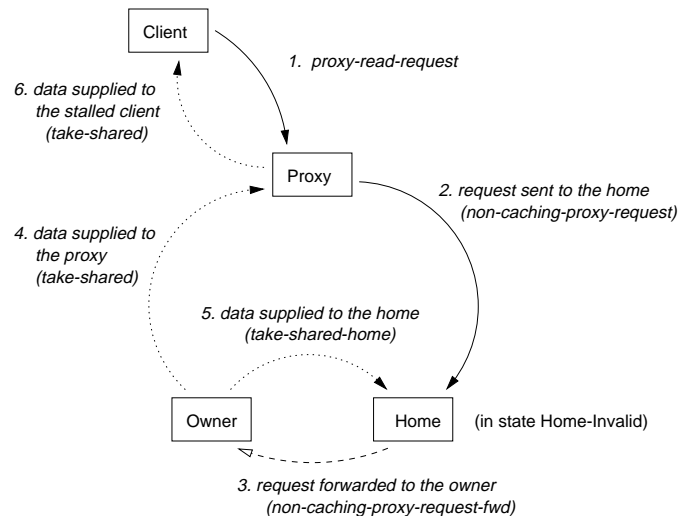 Client
1. proxy-read-request
6. data supplied to
the stalled client
(take-shared)
Proxy
2. request sent to the home
(non-caching-proxy-request)
4. data supplied to
the proxy
(take-shared)
5. data supplied to the home
(take-shared-home)
Owner
Home
(in state Home-Invalid)
3. request forwarded to the owner
(non-caching-proxy-request-fwd)